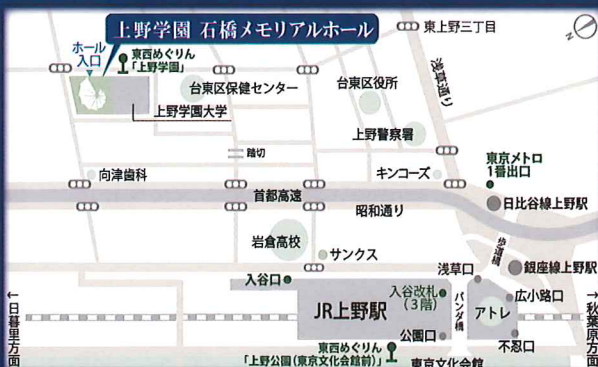 上野学園 石橋メモリアルホール
東上野三丁目
N
ホール
入口
東西めぐりん
「上野学園」
浅草通り
台東区保健センター
台東区役所
上野学園大学
上野警察署
踏切
向津歯科
キンコーズ
東京メトロ
1番出口
首都高速
日比谷線上野駅
昭和通り
歩道橋
岩倉高校
サンクス
浅草口
銀座線上野駅
入谷口
入谷改札
(3階)
広小路口
←日暮里方面
JR上野駅
パンダ橋
アトレ
→秋葉原方面
公園口
不忍口
東西めぐりん
「上野公園(東京文化会館前)」
東京文化会館